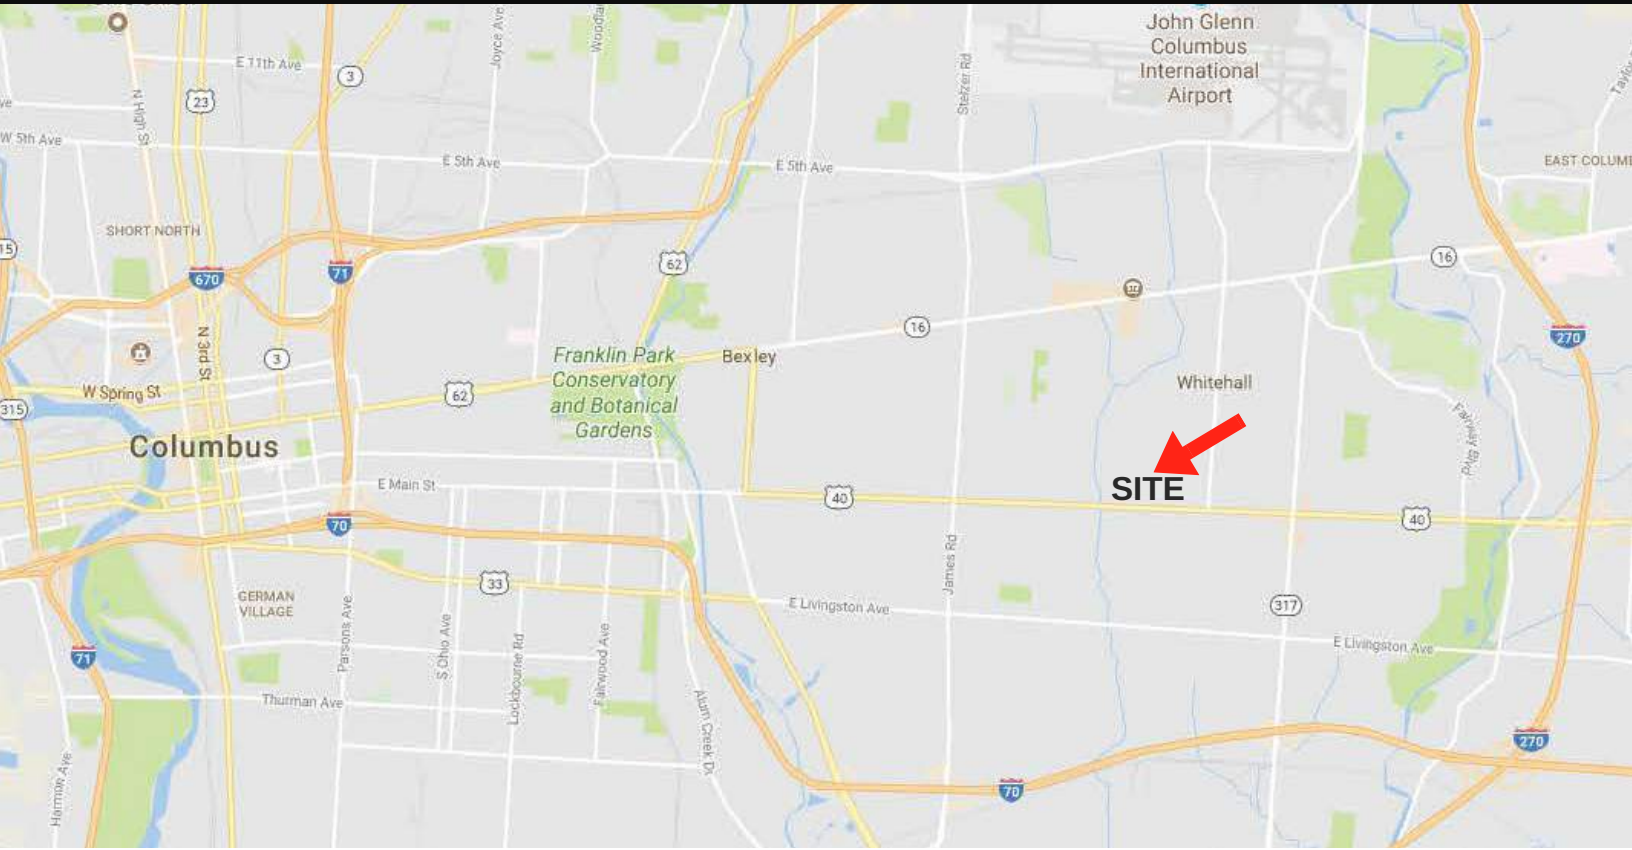 John Glenn
Columbus
International
Airport
E 11th Ave
3
23
N High St
Joyce Ave
Stelzer Rd
W 5th Ave
E 5th Ave
E 5th Ave
EAST COLUM
SHORT NORTH
15
670
71
62
16
16
270
N 3rd St
3
Franklin Park
Conservatory
and Botanical
Gardens
Bexley
Whitehall
W Spring St
62
315
Columbus
Fairway Blvd
E Main St
SITE
40
40
70
James Rd
33
GERMAN
VILLAGE
E Livingston Ave
317
E Livingston Ave
Parsons Ave
S Ohio Ave
Lockbourne Rd
Fairwood Ave
71
Thurman Ave
Alum Creek Dr
270
Harmon Ave
70